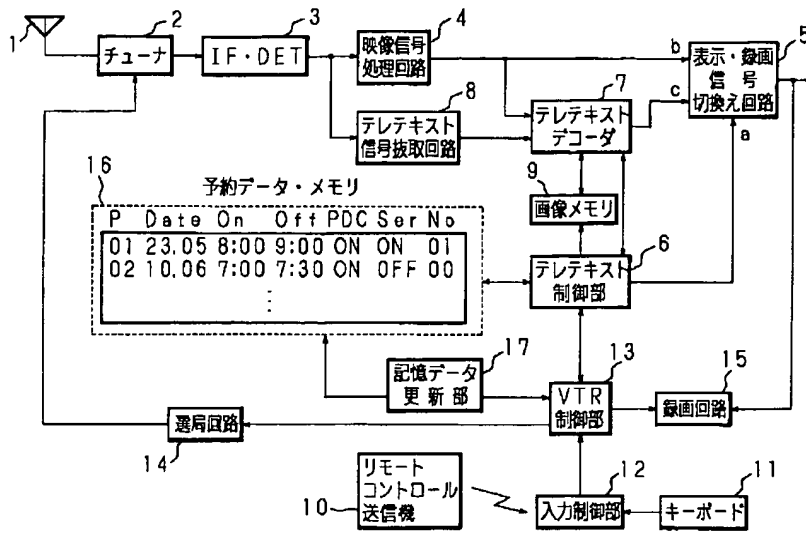 1
2
チューナ
3
IF・DET
4
映像信号
処理回路
5
表示・録画
信号
切換え回路
a
b
c
8
テレテキスト
信号抜取回路
7
テレテキスト
デコーダ
9
画像メモリ
6
テレテキスト
制御部
16
予約データ・メモリ
P Date On Off PDC Ser No
01 23.05 8:00 9:00 ON ON 01
02 10.06 7:00 7:30 ON OFF 00
⋮
17
記憶データ
更新部
13
VTR
制御部
15
録画回路
選局回路
14
リモート
コントロール
送信機
10
12
入力制御部
11
キーボード